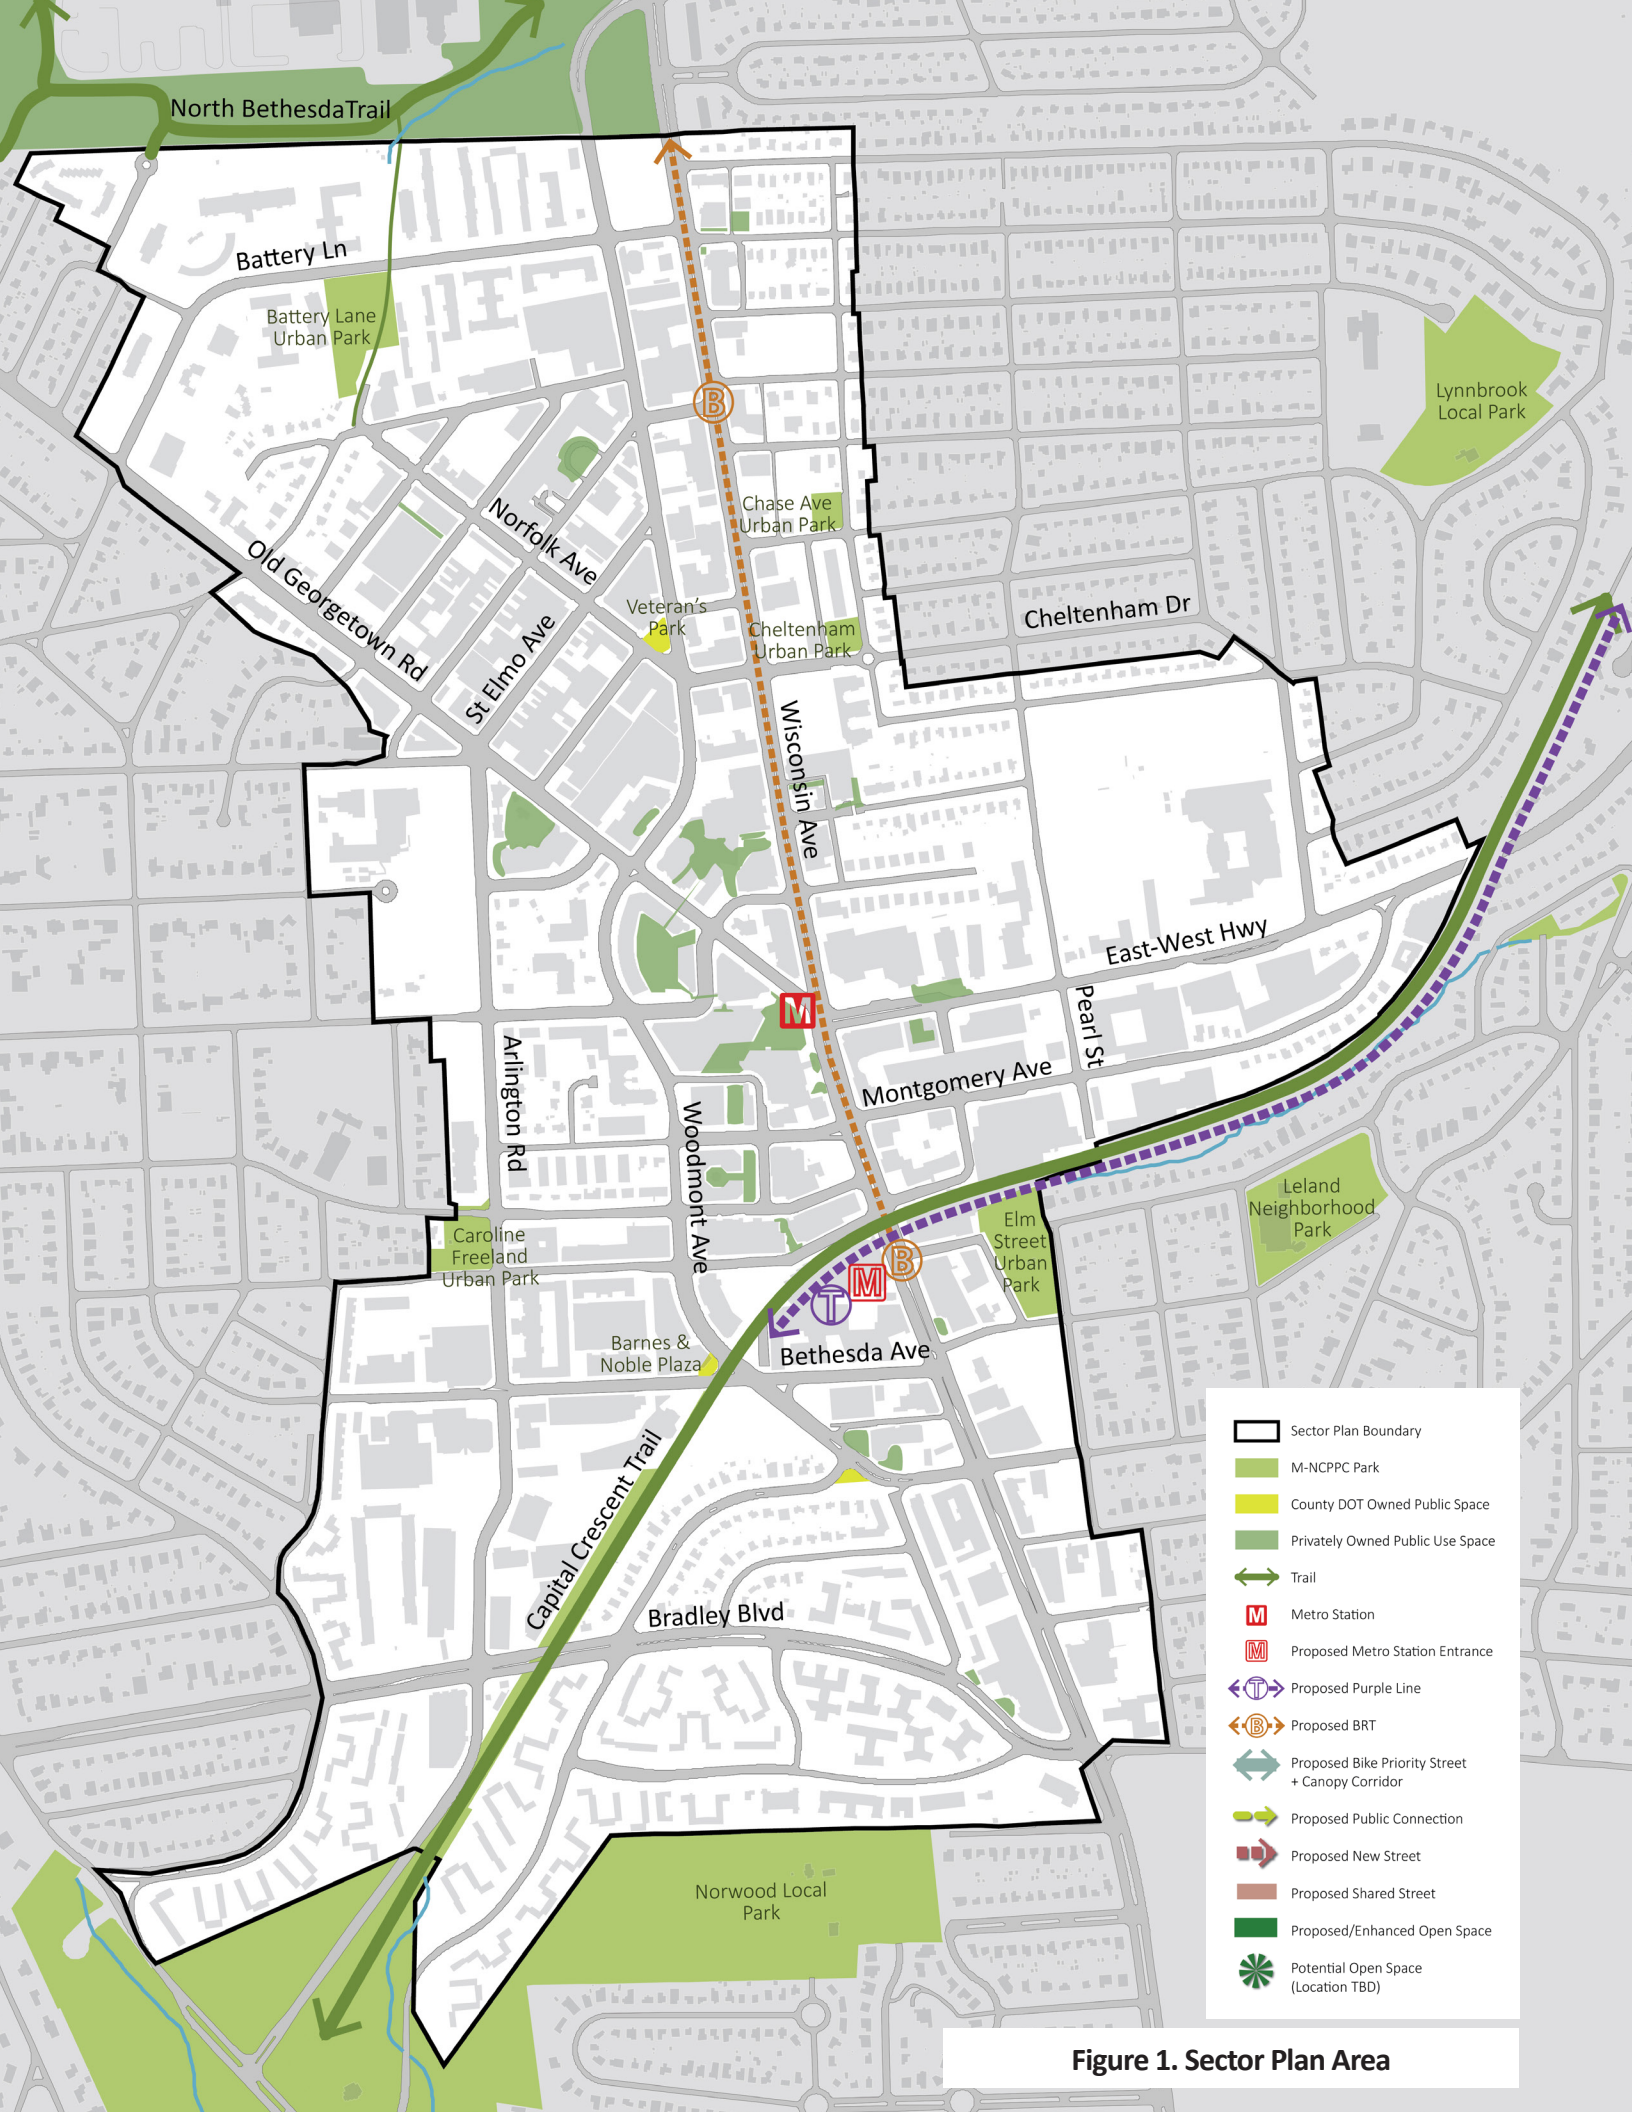 North BethesdaTrail
Battery Ln
Battery Lane
Urban Park
B
Lynnbrook
Local Park
Chase Ave
Urban Park
Norfolk Ave
Old Georgetown Rd
St Elmo Ave
Veteran's
Park
Cheltenham
Urban Park
Cheltenham Dr
Wisconsin Ave
East-West Hwy
Pearl St
M
Arlington Rd
Montgomery Ave
Woodmont Ave
Caroline
Freeland
Urban Park
Elm
Street
Urban
Park
Leland
Neighborhood
Park
B
M
T
Barnes &
Noble Plaza
Bethesda Ave
Capital Crescent Trail
Bradley Blvd
Norwood Local
Park
Sector Plan Boundary
M-NCPPC Park
County DOT Owned Public Space
Privately Owned Public Use Space
Trail
M Metro Station
M Proposed Metro Station Entrance
T Proposed Purple Line
B Proposed BRT
Proposed Bike Priority Street
+ Canopy Corridor
Proposed Public Connection
Proposed New Street
Proposed Shared Street
Proposed/Enhanced Open Space
Potential Open Space
(Location TBD)
Figure 1. Sector Plan Area